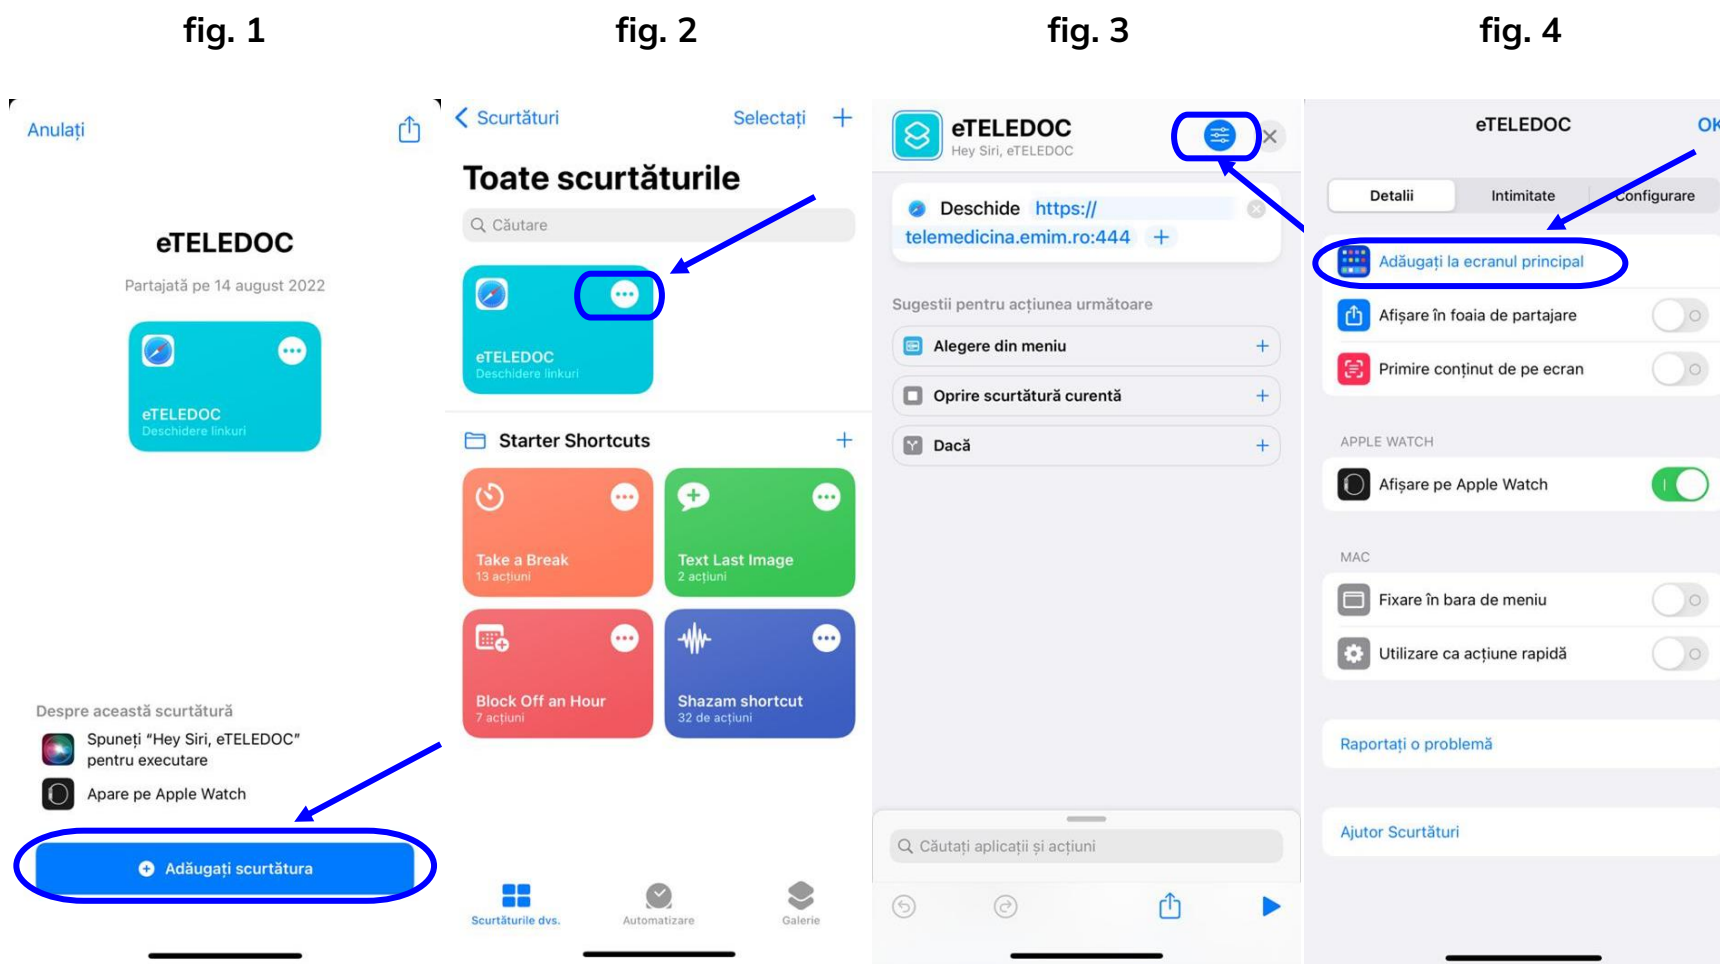 fig. 1
fig. 2
fig. 3
fig. 4
Anulați
eTELEDOC
Partajată pe 14 august 2022
eTELEDOC
Deschidere linkuri
Despre această scurtătură
Spuneți "Hey Siri, eTELEDOC"
pentru executare
Apare pe Apple Watch
Adăugați scurtătura
Scurtături
Selectați
Toate scurtăturile
Căutare
eTELEDOC
Deschidere linkuri
Starter Shortcuts
Take a Break
13 acțiuni
Text Last Image
2 acțiuni
Block Off an Hour
7 acțiuni
Shazam shortcut
32 de acțiuni
Scurtăturile dvs.
Automatizare
Galerie
eTELEDOC
Hey Siri, eTELEDOC
Deschide https://
telemedicina.emim.ro:444
Sugestii pentru acțiunea următoare
Alegere din meniu
Oprire scurtătură curentă
Dacă
Căutați aplicații și acțiuni
eTELEDOC
OK
Detalii
Intimitate
Configurare
Adăugați la ecranul principal
Afișare în foaia de partajare
Primire conținut de pe ecran
APPLE WATCH
Afișare pe Apple Watch
MAC
Fixare în bara de meniu
Utilizare ca acțiune rapidă
Raportați o problemă
Ajutor Scurtături